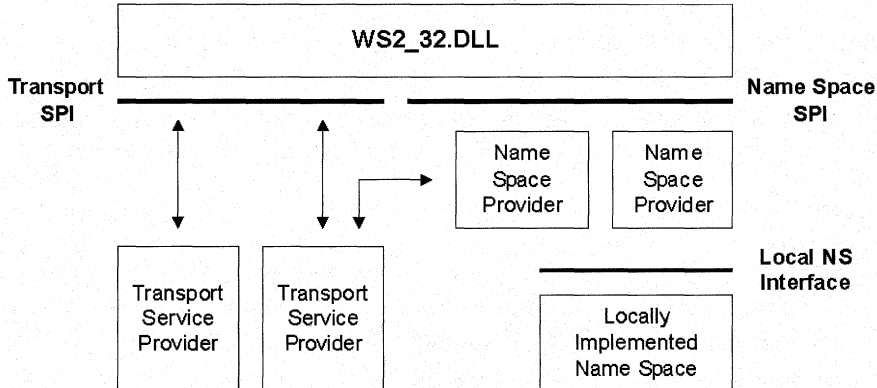 WS2_32.DLL
Transport
SPI
Name Space
SPI
Name
Space
Provider
Name
Space
Provider
Transport
Service
Provider
Transport
Service
Provider
Local NS
Interface
Locally
Implemented
Name Space